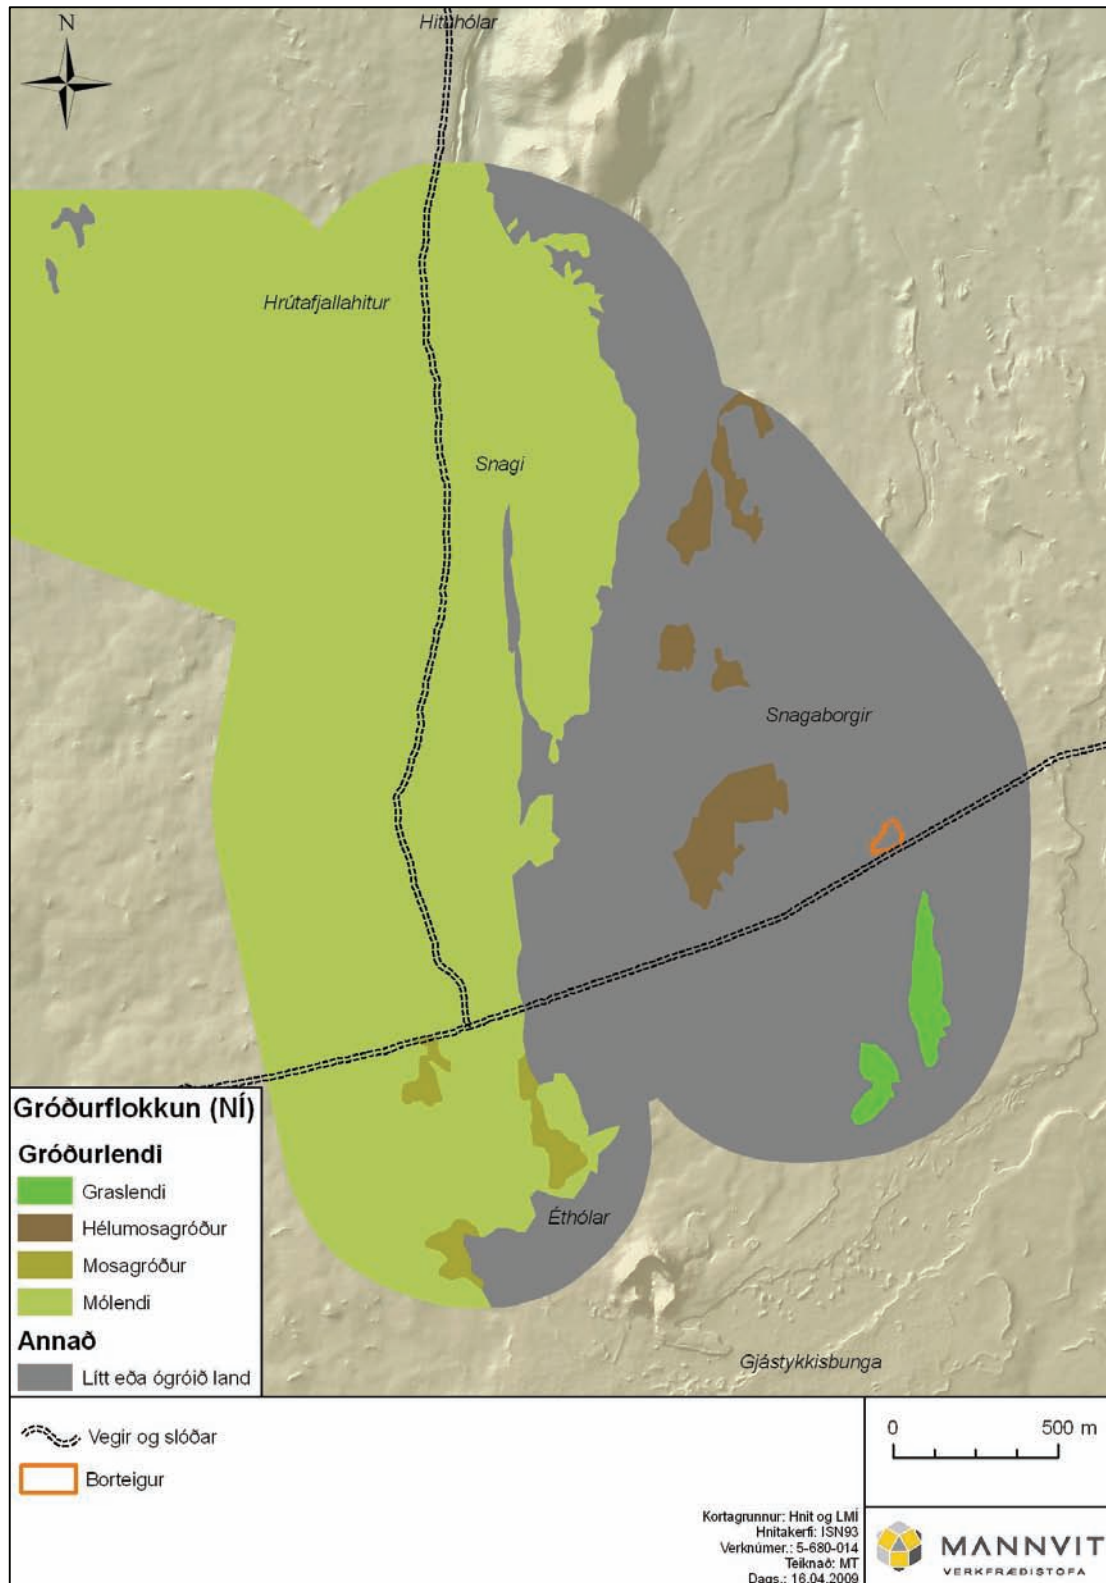 Hituhólar
N
Hrútafjallahitur
Snagi
Snagaborgir
Éthólar
Gjástykkisbunga
Gróðurflokkun (NÍ)
Gróðurlendi
Graslendi
Hélumosagróður
Mosagróður
Mólendi
Annað
Lítt eða ógróið land
Vegir og slóðar
Borteigur
0 500 m
Kortagrunnur: Hnit og LMÍ
Hnitakerfi: ISN93
Verknúmer.: 5-680-014
Teiknað: MT
Dags.: 16.04.2009
MANNVIT
VERKFRÆÐISTOFA